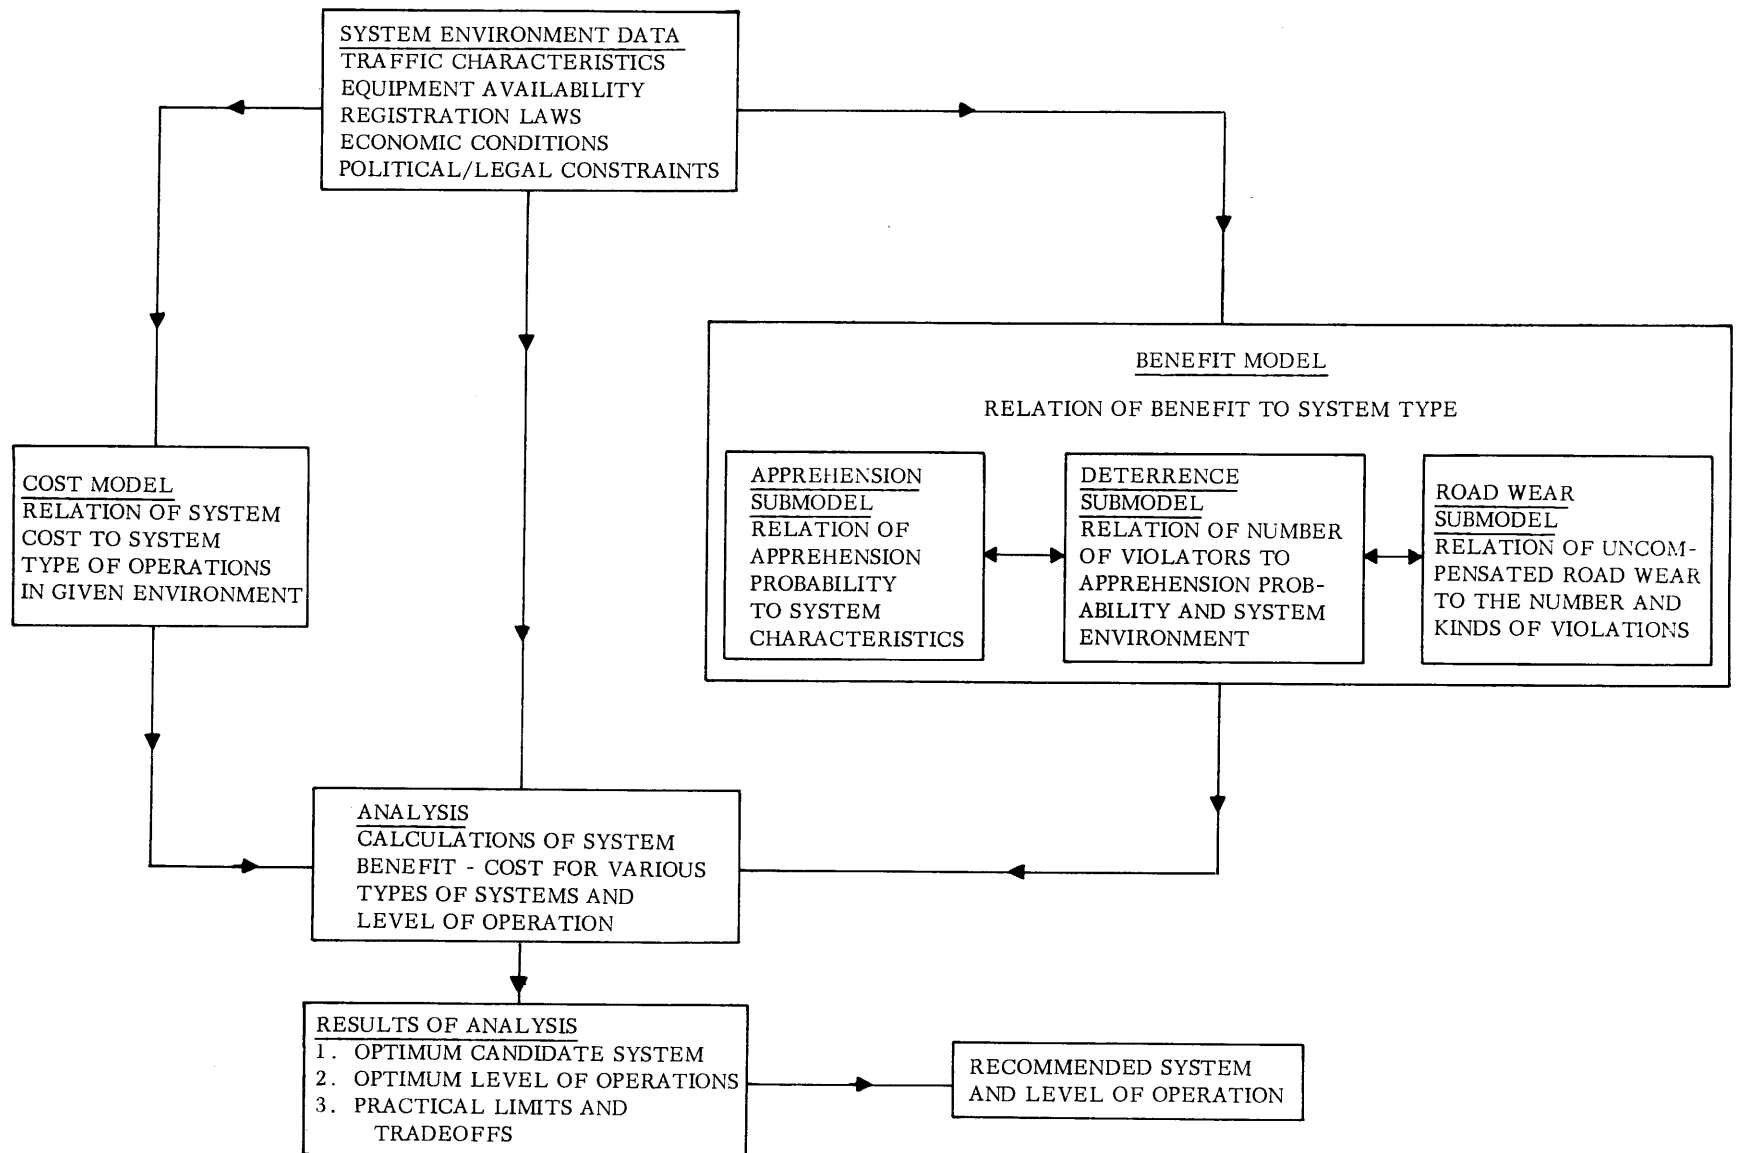 SYSTEM ENVIRONMENT DATA
TRAFFIC CHARACTERISTICS
EQUIPMENT AVAILABILITY
REGISTRATION LAWS
ECONOMIC CONDITIONS
POLITICAL/LEGAL CONSTRAINTS
BENEFIT MODEL
RELATION OF BENEFIT TO SYSTEM TYPE
COST MODEL
RELATION OF SYSTEM
COST TO SYSTEM
TYPE OF OPERATIONS
IN GIVEN ENVIRONMENT
APPREHENSION
SUBMODEL
RELATION OF
APPREHENSION
PROBABILITY
TO SYSTEM
CHARACTERISTICS
DETERRENCE
SUBMODEL
RELATION OF NUMBER
OF VIOLATORS TO
APPREHENSION PROB-
ABILITY AND SYSTEM
ENVIRONMENT
ROAD WEAR
SUBMODEL
RELATION OF UNCOM-
PENSATED ROAD WEAR
TO THE NUMBER AND
KINDS OF VIOLATIONS
ANALYSIS
CALCULATIONS OF SYSTEM
BENEFIT - COST FOR VARIOUS
TYPES OF SYSTEMS AND
LEVEL OF OPERATION
RESULTS OF ANALYSIS
1. OPTIMUM CANDIDATE SYSTEM
2. OPTIMUM LEVEL OF OPERATIONS
3. PRACTICAL LIMITS AND
TRADEOFFS
RECOMMENDED SYSTEM
AND LEVEL OF OPERATION